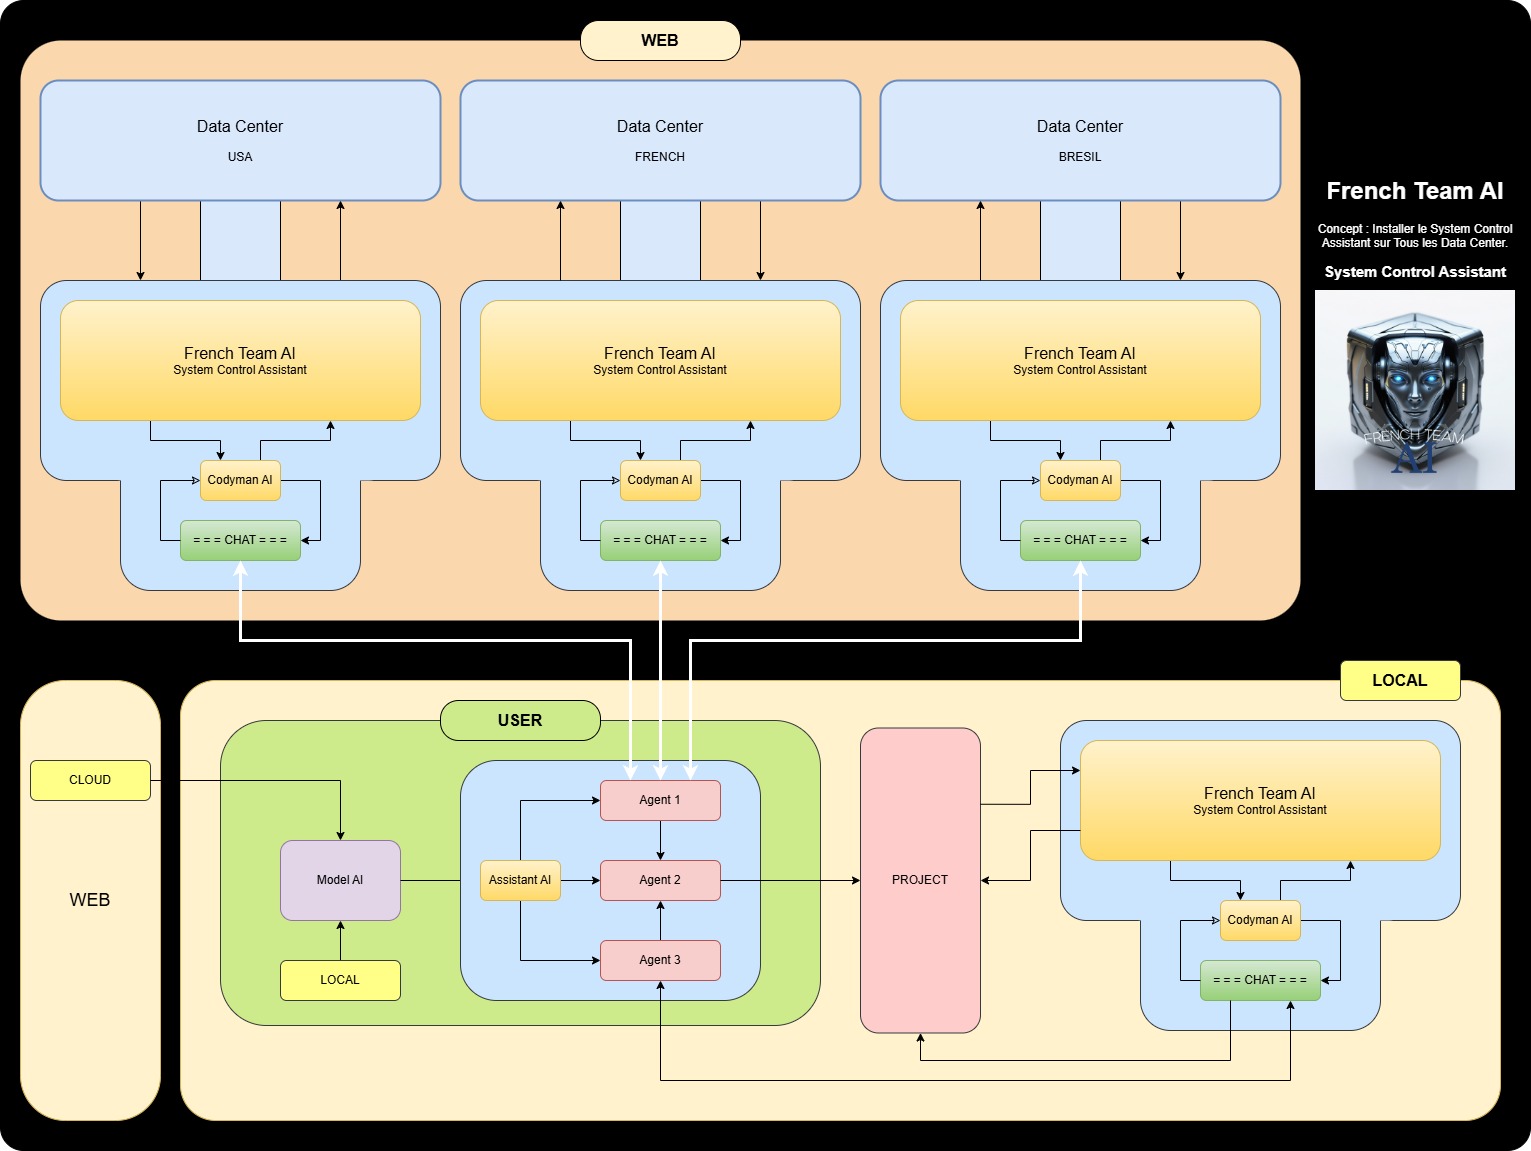 WEB
Data Center
USA
Data Center
FRENCH
Data Center
BRESIL
French Team AI
Concept : Installer le System Control
Assistant sur Tous les Data Center.
System Control Assistant
FRENCH TEAM
AI
French Team AI
System Control Assistant
French Team AI
System Control Assistant
French Team AI
System Control Assistant
Codyman AI
Codyman AI
Codyman AI
= = = CHAT = = =
= = = CHAT = = =
= = = CHAT = = =
LOCAL
USER
CLOUD
WEB
Model AI
LOCAL
Assistant AI
Agent 1
Agent 2
Agent 3
PROJECT
French Team AI
System Control Assistant
Codyman AI
= = = CHAT = = =